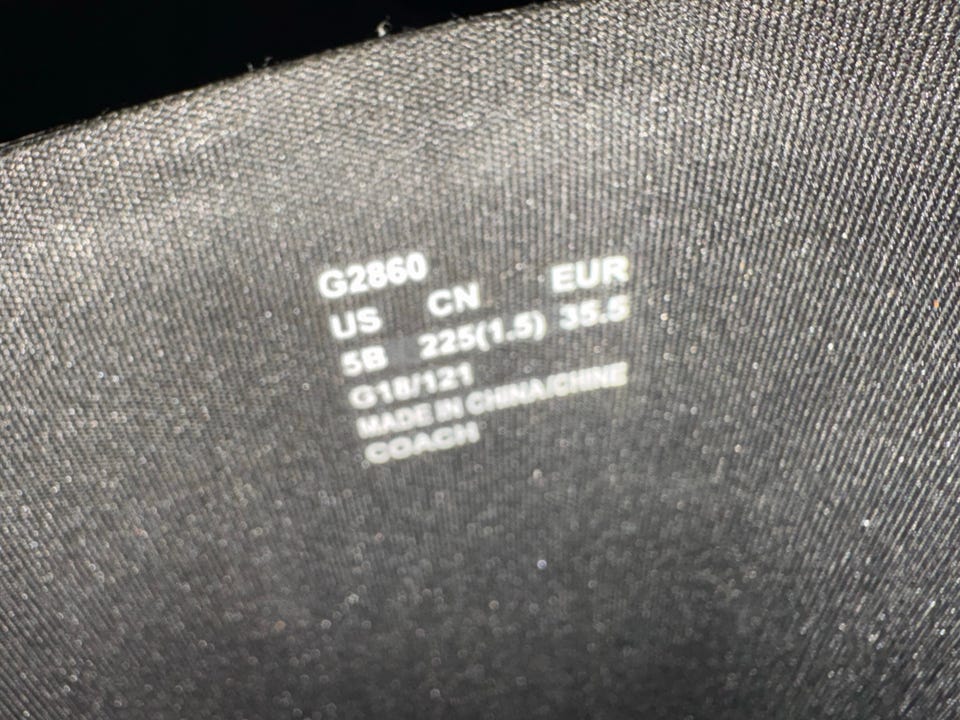 G2860
US CN EUR
5B 225(1.5) 35.5
G18/121
MADE IN CHINA/CHINE
COACH